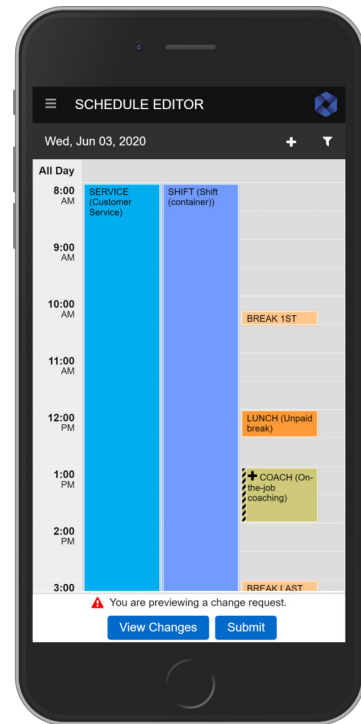 SCHEDULE EDITOR
Wed, Jun 03, 2020
All Day
8:00
AM
SERVICE
(Customer
Service)
SHIFT (Shift
(container))
9:00
AM
10:00
AM
BREAK 1ST
11:00
AM
12:00
PM
LUNCH (Unpaid
break)
1:00
PM
COACH (On-
the-job
coaching)
2:00
PM
3:00
BREAK LAST
You are previewing a change request.
View Changes
Submit